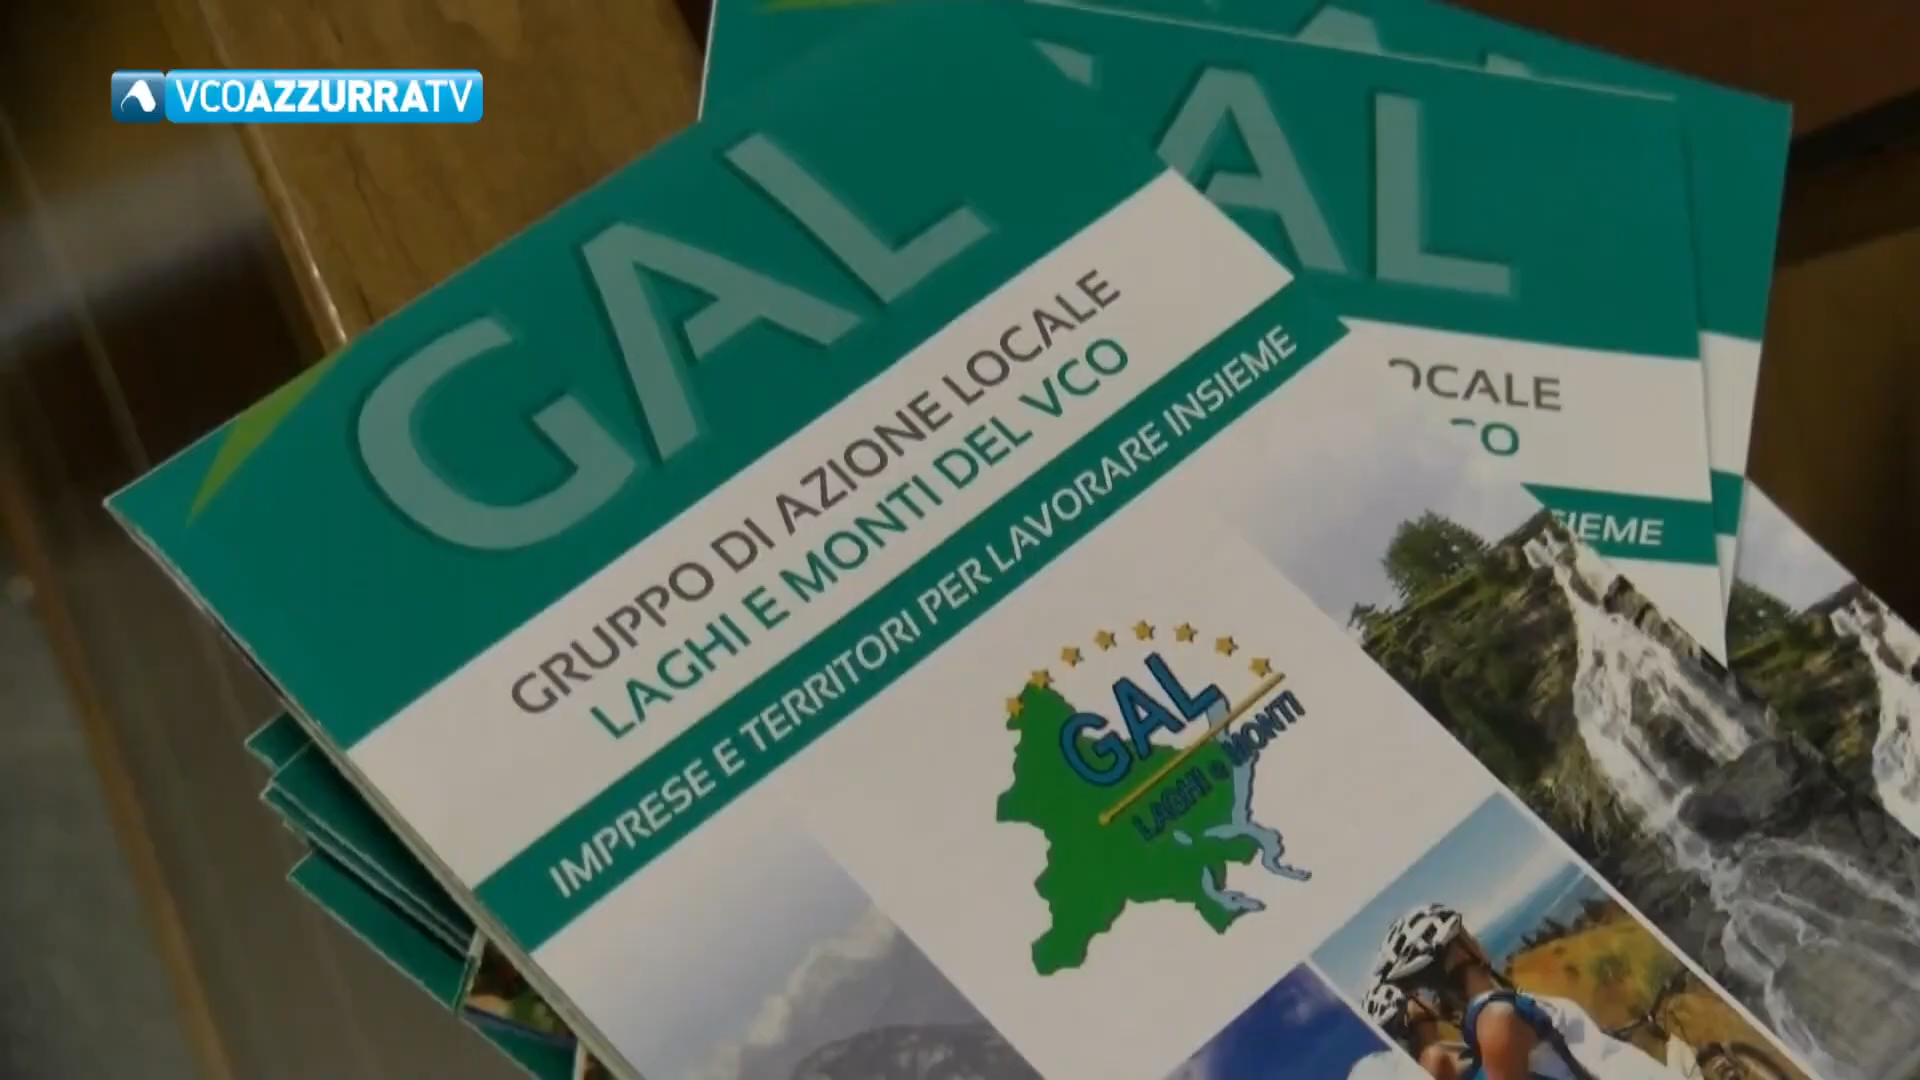 VCOAZZURRATV
GAL
GRUPPO DI AZIONE LOCALE
LAGHI E MONTI DEL VCO
IMPRESE E TERRITORI PER LAVORARE INSIEME
GAL
LAGHI e MONTI
AL
OCALE
CO
SIEME